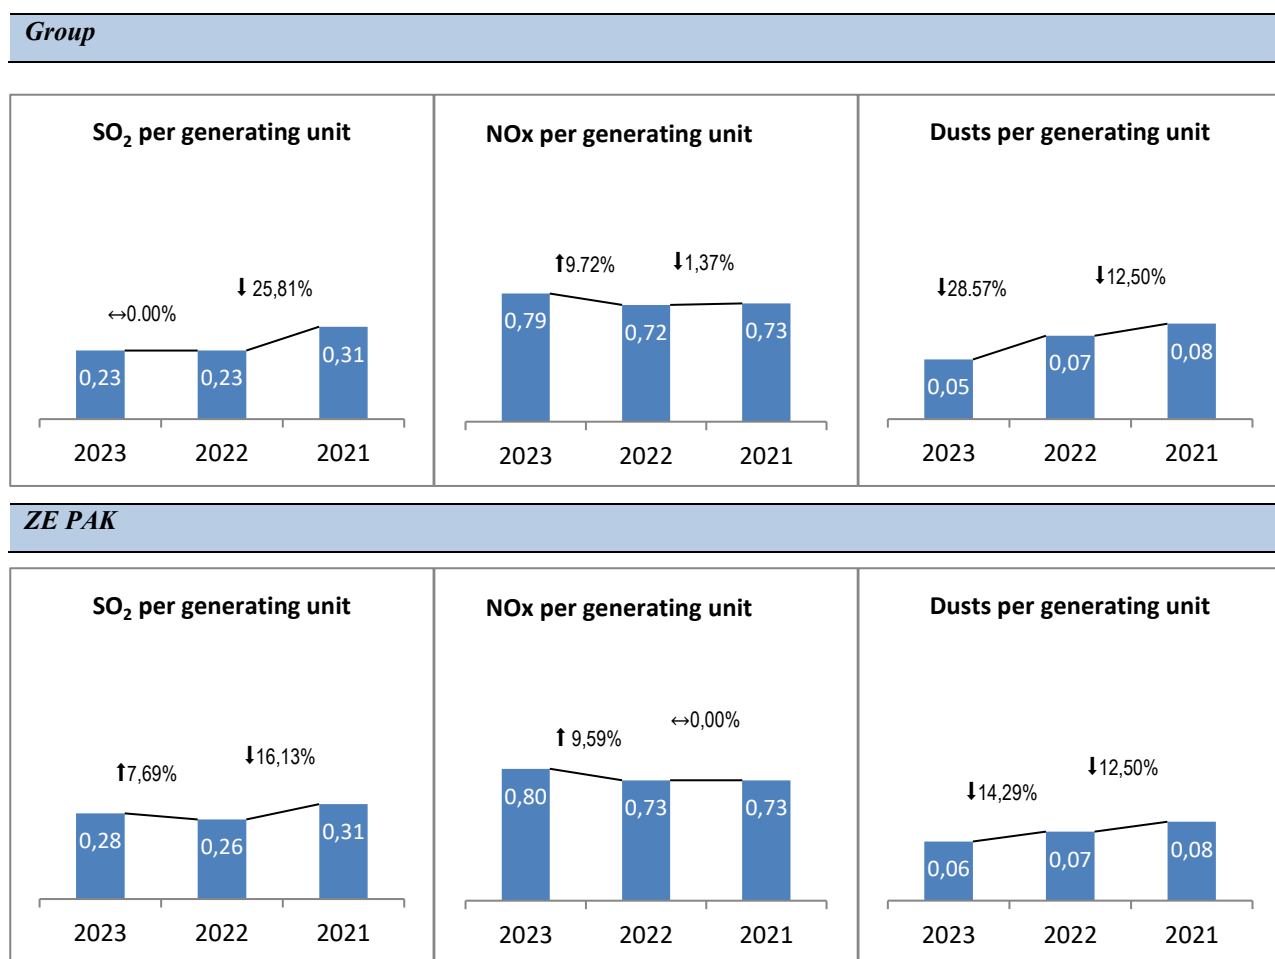 Group
SO₂ per generating unit
↔0.00%
⬇ 25,81%
0,23
0,23
0,31
2023 2022 2021
NOx per generating unit
⬆9.72%
⬇1,37%
0,79
0,72
0,73
2023 2022 2021
Dusts per generating unit
⬇28.57%
⬇12,50%
0,05
0,07
0,08
2023 2022 2021
ZE PAK
SO₂ per generating unit
⬆7,69%
⬇16,13%
0,28
0,26
0,31
2023 2022 2021
NOx per generating unit
⬆ 9,59%
↔0,00%
0,80
0,73
0,73
2023 2022 2021
Dusts per generating unit
⬇14,29%
⬇12,50%
0,06
0,07
0,08
2023 2022 2021